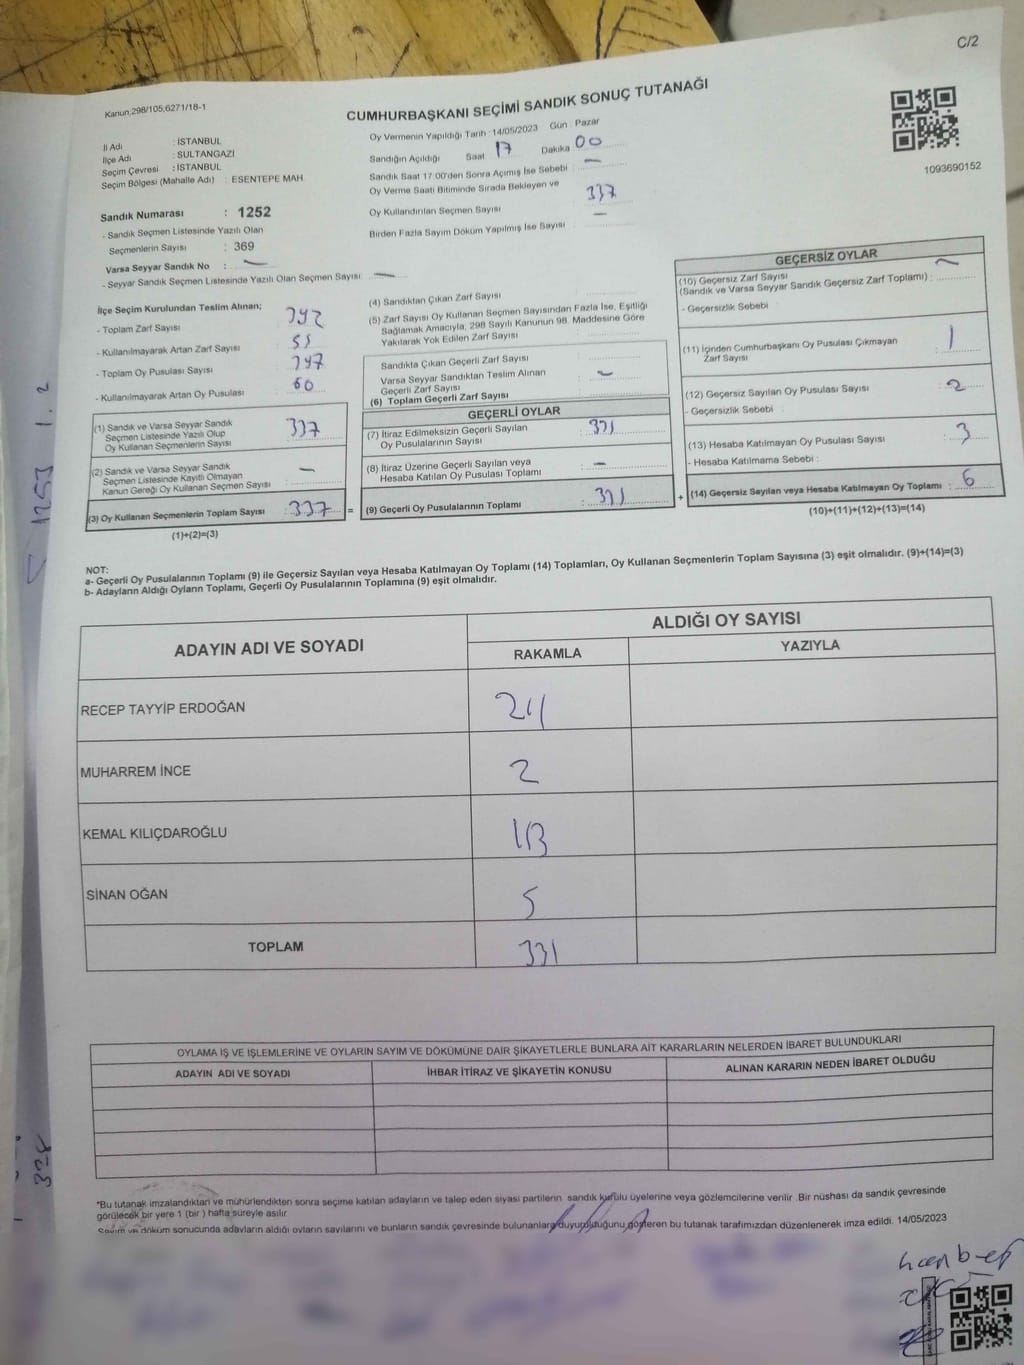 C/2
Kanun,298/105,6271/18-1
CUMHURBAŞKANI SEÇİMİ SANDIK SONUÇ TUTANAĞI
1093690152
İl Adı : İSTANBUL
İlçe Adı : SULTANGAZİ
Seçim Çevresi : İSTANBUL
Seçim Bölgesi (Mahalle Adı) : ESENTEPE MAH.
Sandık Numarası : 1252
- Sandık Seçmen Listesinde Yazılı Olan
Seçmenlerin Sayısı : 369
Varsa Seyyar Sandık No : —
- Seyyar Sandık Seçmen Listesinde Yazılı Olan Seçmen Sayısı : —
Oy Vermenin Yapıldığı Tarih : 14/05/2023 Gün : Pazar
Sandığın Açıldığı Saat 17 Dakika 00
Sandık Saat 17:00'den Sonra Açımış İse Sebebi : —
Oy Verme Saati Bitiminde Sırada Bekleyen ve
Oy Kullandırılan Seçmen Sayısı : 337
Birden Fazla Sayım Döküm Yapılmış İse Sayısı : —
İlçe Seçim Kurulundan Teslim Alınan;
- Toplam Zarf Sayısı : 392
- Kullanılmayarak Artan Zarf Sayısı : 55
- Toplam Oy Pusulası Sayısı : 397
- Kullanılmayarak Artan Oy Pusulası : 60
(1) Sandık ve Varsa Seyyar Sandık
Seçmen Listesinde Yazılı Olup
Oy Kullanan Seçmenlerin Sayısı : 337
(2) Sandık ve Varsa Seyyar Sandık
Seçmen Listesinde Kayıtlı Olmayan
Kanun Gereği Oy Kullanan Seçmen Sayısı : —
(3) Oy Kullanan Seçmenlerin Toplam Sayısı : 337 =
(1)+(2)=(3)
(4) Sandıktan Çıkan Zarf Sayısı :
(5) Zarf Sayısı Oy Kullanan Seçmen Sayısından Fazla İse, Eşitliği
Sağlamak Amacıyla, 298 Sayılı Kanunun 98. Maddesine Göre
Yakılarak Yok Edilen Zarf Sayısı :
Sandıkta Çıkan Geçerli Zarf Sayısı :
Varsa Seyyar Sandıktan Teslim Alınan
Geçerli Zarf Sayısı : —
(6) Toplam Geçerli Zarf Sayısı :
GEÇERLİ OYLAR
(7) İtiraz Edilmeksizin Geçerli Sayılan
Oy Pusulalarının Sayısı : 331
(8) İtiraz Üzerine Geçerli Sayılan veya
Hesaba Katılan Oy Pusulası Toplamı : —
(9) Geçerli Oy Pusulalarının Toplamı : 331 +
GEÇERSİZ OYLAR
(10) Geçersiz Zarf Sayısı
(Sandık ve Varsa Seyyar Sandık Geçersiz Zarf Toplamı) : —
- Geçersizlik Sebebi :
(11) İçinden Cumhurbaşkanı Oy Pusulası Çıkmayan
Zarf Sayısı : 1
(12) Geçersiz Sayılan Oy Pusulası Sayısı : 2
- Geçersizlik Sebebi :
(13) Hesaba Katılmayan Oy Pusulası Sayısı : 3
- Hesaba Katılmama Sebebi :
(14) Geçersiz Sayılan veya Hesaba Katılmayan Oy Toplamı : 6
(10)+(11)+(12)+(13)=(14)
NOT:
a- Geçerli Oy Pusulalarının Toplamı (9) ile Geçersiz Sayılan veya Hesaba Katılmayan Oy Toplamı (14) Toplamları, Oy Kullanan Seçmenlerin Toplam Sayısına (3) eşit olmalıdır. (9)+(14)=(3)
b- Adayların Aldığı Oyların Toplamı, Geçerli Oy Pusulalarının Toplamına (9) eşit olmalıdır.
ADAYIN ADI VE SOYADI
ALDIĞI OY SAYISI
RAKAMLA
YAZIYLA
RECEP TAYYİP ERDOĞAN 211
MUHARREM İNCE 2
KEMAL KILIÇDAROĞLU 113
SİNAN OĞAN 5
TOPLAM 331
OYLAMA İŞ VE İŞLEMLERİNE VE OYLARIN SAYIM VE DÖKÜMÜNE DAİR ŞİKAYETLERLE BUNLARA AİT KARARLARIN NELERDEN İBARET BULUNDUKLARI
ADAYIN ADI VE SOYADI
İHBAR İTİRAZ VE ŞİKAYETİN KONUSU
ALINAN KARARIN NEDEN İBARET OLDUĞU
*Bu tutanak imzalandıktan ve mühürlendikten sonra seçime katılan adayların ve talep eden siyasi partilerin sandık kurulu üyelerine veya gözlemcilerine verilir .Bir nüshası da sandık çevresinde
görülecek bir yere 1 (bir ) hafta süreyle asılır.
Sayım ve döküm sonucunda adayların aldığı oyların sayılarını ve bunların sandık çevresinde bulunanlara duyurulduğunu gösteren bu tutanak tarafımızdan düzenlenerek imza edildi. 14/05/2023
328